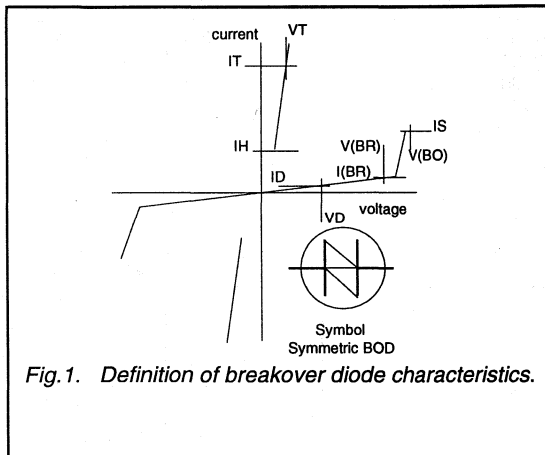 current
VT
IT
IH
V(BR)
IS
V(BO)
I(BR)
ID
voltage
VD
Symbol
Symmetric BOD
Fig.1. Definition of breakover diode characteristics.